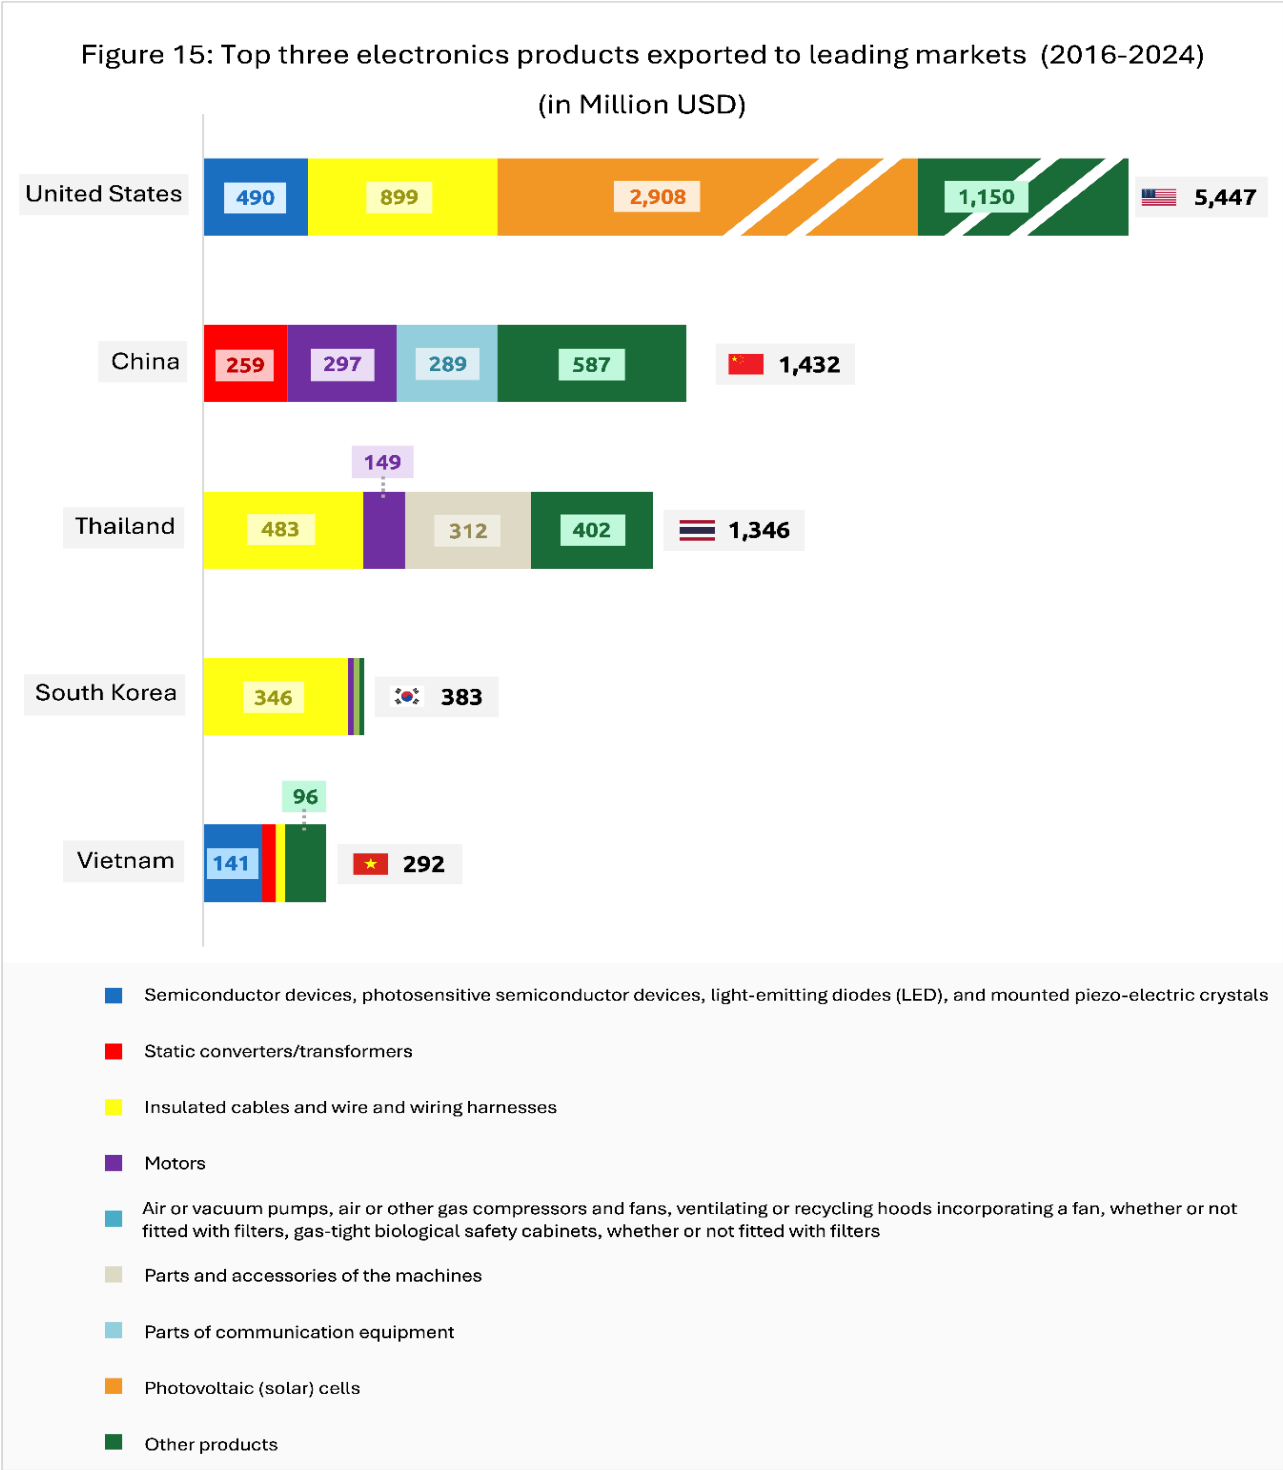 Figure 15: Top three electronics products exported to leading markets (2016-2024)
(in Million USD)
United States
490
899
2,908
1,150
5,447
China
259
297
289
587
1,432
149
Thailand
483
312
402
1,346
South Korea
346
383
96
Vietnam
141
292
Semiconductor devices, photosensitive semiconductor devices, light-emitting diodes (LED), and mounted piezo-electric crystals
Static converters/transformers
Insulated cables and wire and wiring harnesses
Motors
Air or vacuum pumps, air or other gas compressors and fans, ventilating or recycling hoods incorporating a fan, whether or not
fitted with filters, gas-tight biological safety cabinets, whether or not fitted with filters
Parts and accessories of the machines
Parts of communication equipment
Photovoltaic (solar) cells
Other products